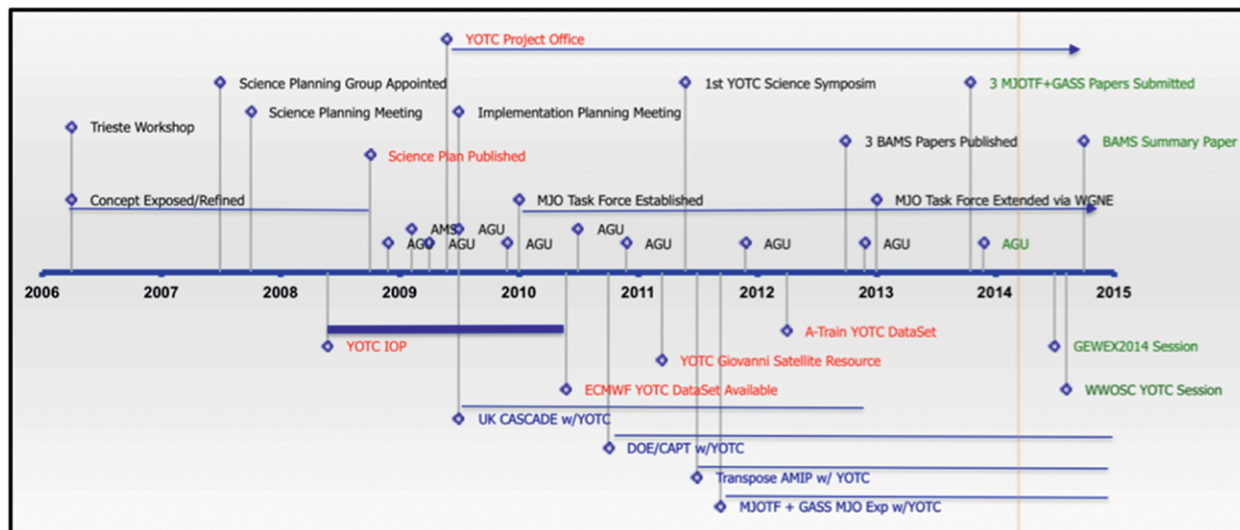 YOTC Project Office
Science Planning Group Appointed
1st YOTC Science Symposim
3 MJOTF+GASS Papers Submitted
Science Planning Meeting
Implementation Planning Meeting
Trieste Workshop
3 BAMS Papers Published
BAMS Summary Paper
Science Plan Published
Concept Exposed/Refined
MJO Task Force Established
MJO Task Force Extended via WGNE
AMS
AGU
AGU
AGU
AGU
AGU
AGU
AGU
AGU
AGU
2006 2007 2008 2009 2010 2011 2012 2013 2014 2015
A-Train YOTC DataSet
YOTC IOP
GEWEX2014 Session
YOTC Giovanni Satellite Resource
ECMWF YOTC DataSet Available
WWOSC YOTC Session
UK CASCADE w/YOTC
DOE/CAPT w/YOTC
Transpose AMIP w/ YOTC
MJOTF + GASS MJO Exp w/YOTC